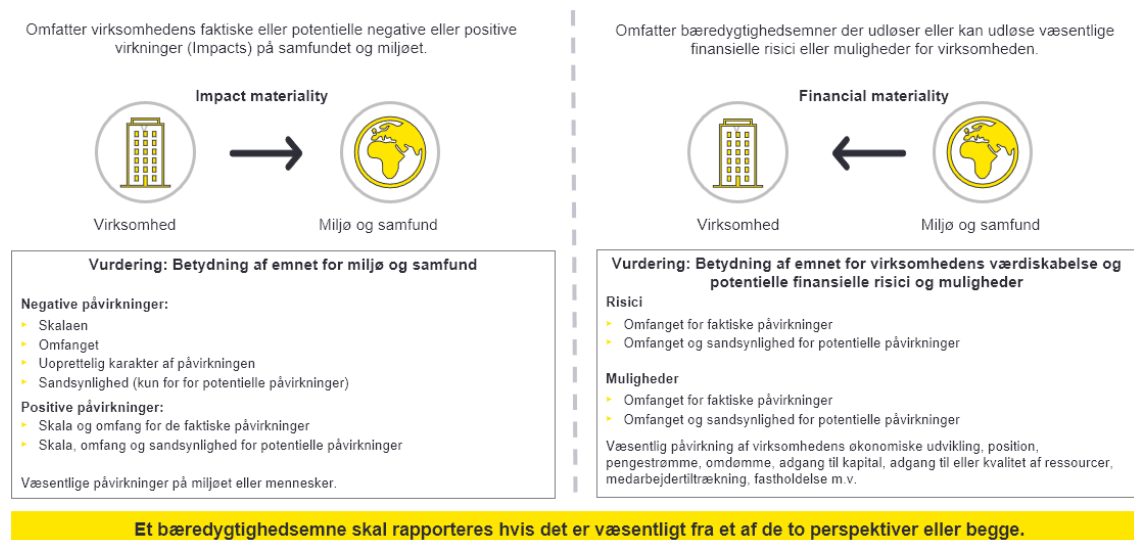 Omfatter virksomhedens faktiske eller potentielle negative eller positive
virkninger (Impacts) på samfundet og miljøet.
Impact materiality
Virksomhed
Miljø og samfund
Vurdering: Betydning af emnet for miljø og samfund
Negative påvirkninger:
Skalaen
Omfanget
Uoprettelig karakter af påvirkningen
Sandsynlighed (kun for for potentielle påvirkninger)
Positive påvirkninger:
Skala og omfang for de faktiske påvirkninger
Skala, omfang og sandsynlighed for potentielle påvirkninger
Væsentlige påvirkninger på miljøet eller mennesker.
Omfatter bæredygtighedsemner der udløser eller kan udløse væsentlige
finansielle risici eller muligheder for virksomheden.
Financial materiality
Virksomhed
Miljø og samfund
Vurdering: Betydning af emnet for virksomhedens værdiskabelse og
potentielle finansielle risici og muligheder
Risici
Omfanget for faktiske påvirkninger
Omfanget og sandsynlighed for potentielle påvirkninger
Muligheder
Omfanget for faktiske påvirkninger
Omfanget og sandsynlighed for potentielle påvirkninger
Væsentlig påvirkning af virksomhedens økonomiske udvikling, position,
pengestrømme, omdømme, adgang til kapital, adgang til eller kvalitet af ressourcer,
medarbejdertiltrækning, fastholdelse m.v.
Et bæredygtighedsemne skal rapporteres hvis det er væsentligt fra et af de to perspektiver eller begge.